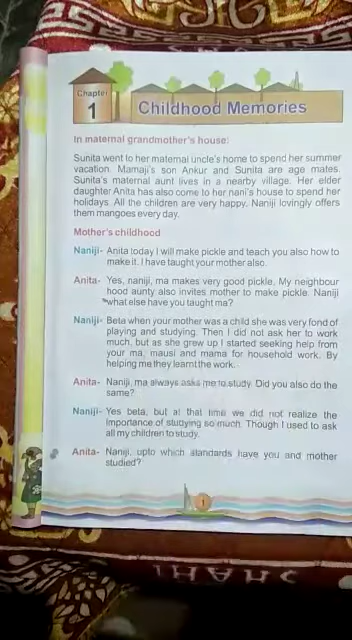 Chapter
1
Childhood Memories
In maternal grandmother's house:
Sunita went to her maternal uncle's home to spend her summer
vacation. Mamaji's son Ankur and Sunita are age mates.
Sunita's maternal aunt lives in a nearby village. Her elder
daughter Anita has also come to her nani's house to spend her
holidays. All the children are very happy. Naniji lovingly offers
them mangoes every day.
Mother's childhood
Naniji- Anita today I will make pickle and teach you also how to
make it. I have taught your mother also.
Anita- Yes, naniji, ma makes very good pickle. My neighbour
hood aunty also invites mother to make pickle. Naniji
what else have you taught ma?
Naniji- Beta when your mother was a child she was very fond of
playing and studying. Then I did not ask her to work
much, but as she grew up I started seeking help from
your ma, mausi and mama for household work. By
helping me they learnt the work.
Anita- Naniji, ma always asks me to study. Did you also do the
same?
Naniji- Yes beta, but at that time we did not realize the
importance of studying so much. Though I used to ask
all my children to study.
Anita- Naniji, upto which standards have you and mother
studied?
1